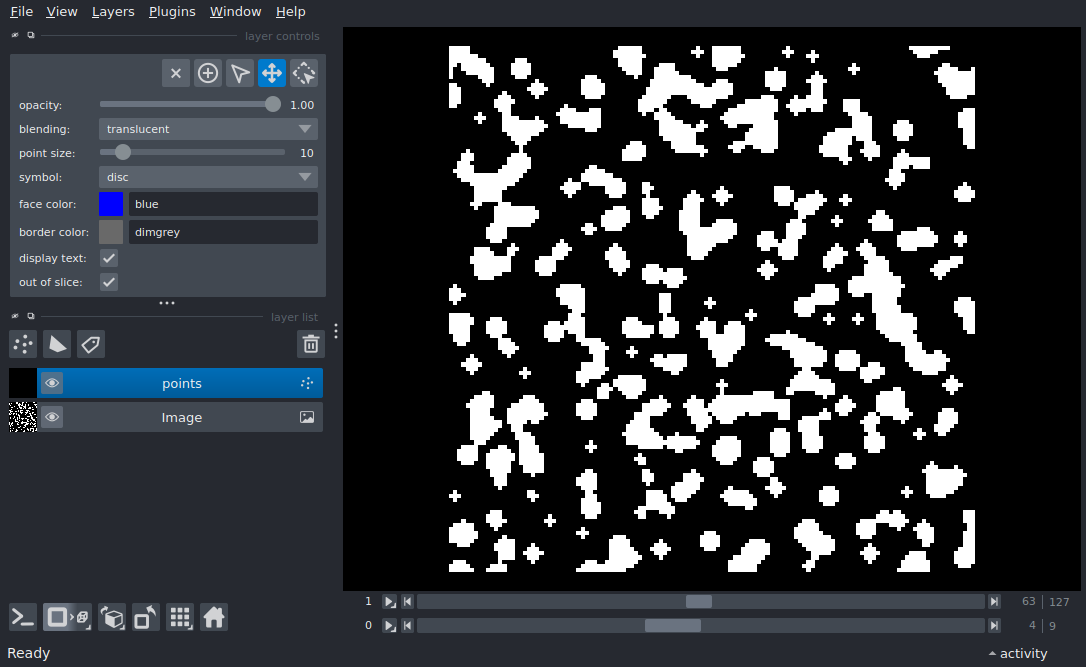 File View Layers Plugins Window Help
layer controls
opacity: 1.00
blending: translucent
point size: 10
symbol: disc
face color: blue
border color: dimgrey
display text:
out of slice:
layer list
points
Image
1 63 | 127
0 4 | 9
Ready activity